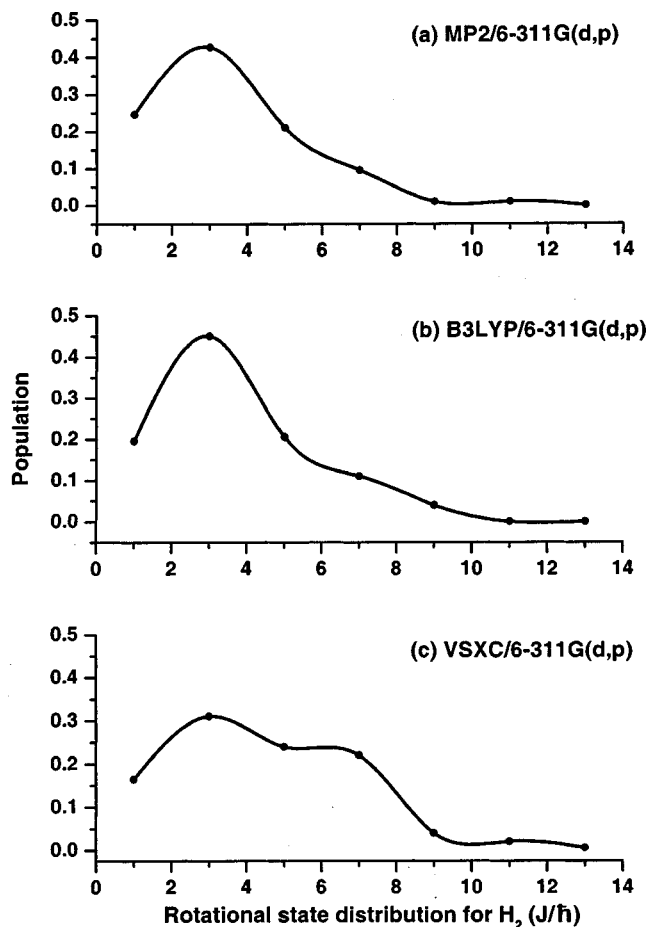 (a) MP2/6-311G(d,p)
0.5
0.4
0.3
0.2
0.1
0.0
0 2 4 6 8 10 12 14
(b) B3LYP/6-311G(d,p)
0.5
0.4
0.3
0.2
0.1
0.0
0 2 4 6 8 10 12 14
Population
(c) VSXC/6-311G(d,p)
0.5
0.4
0.3
0.2
0.1
0.0
0 2 4 6 8 10 12 14
Rotational state distribution for H₂ (J/ħ)